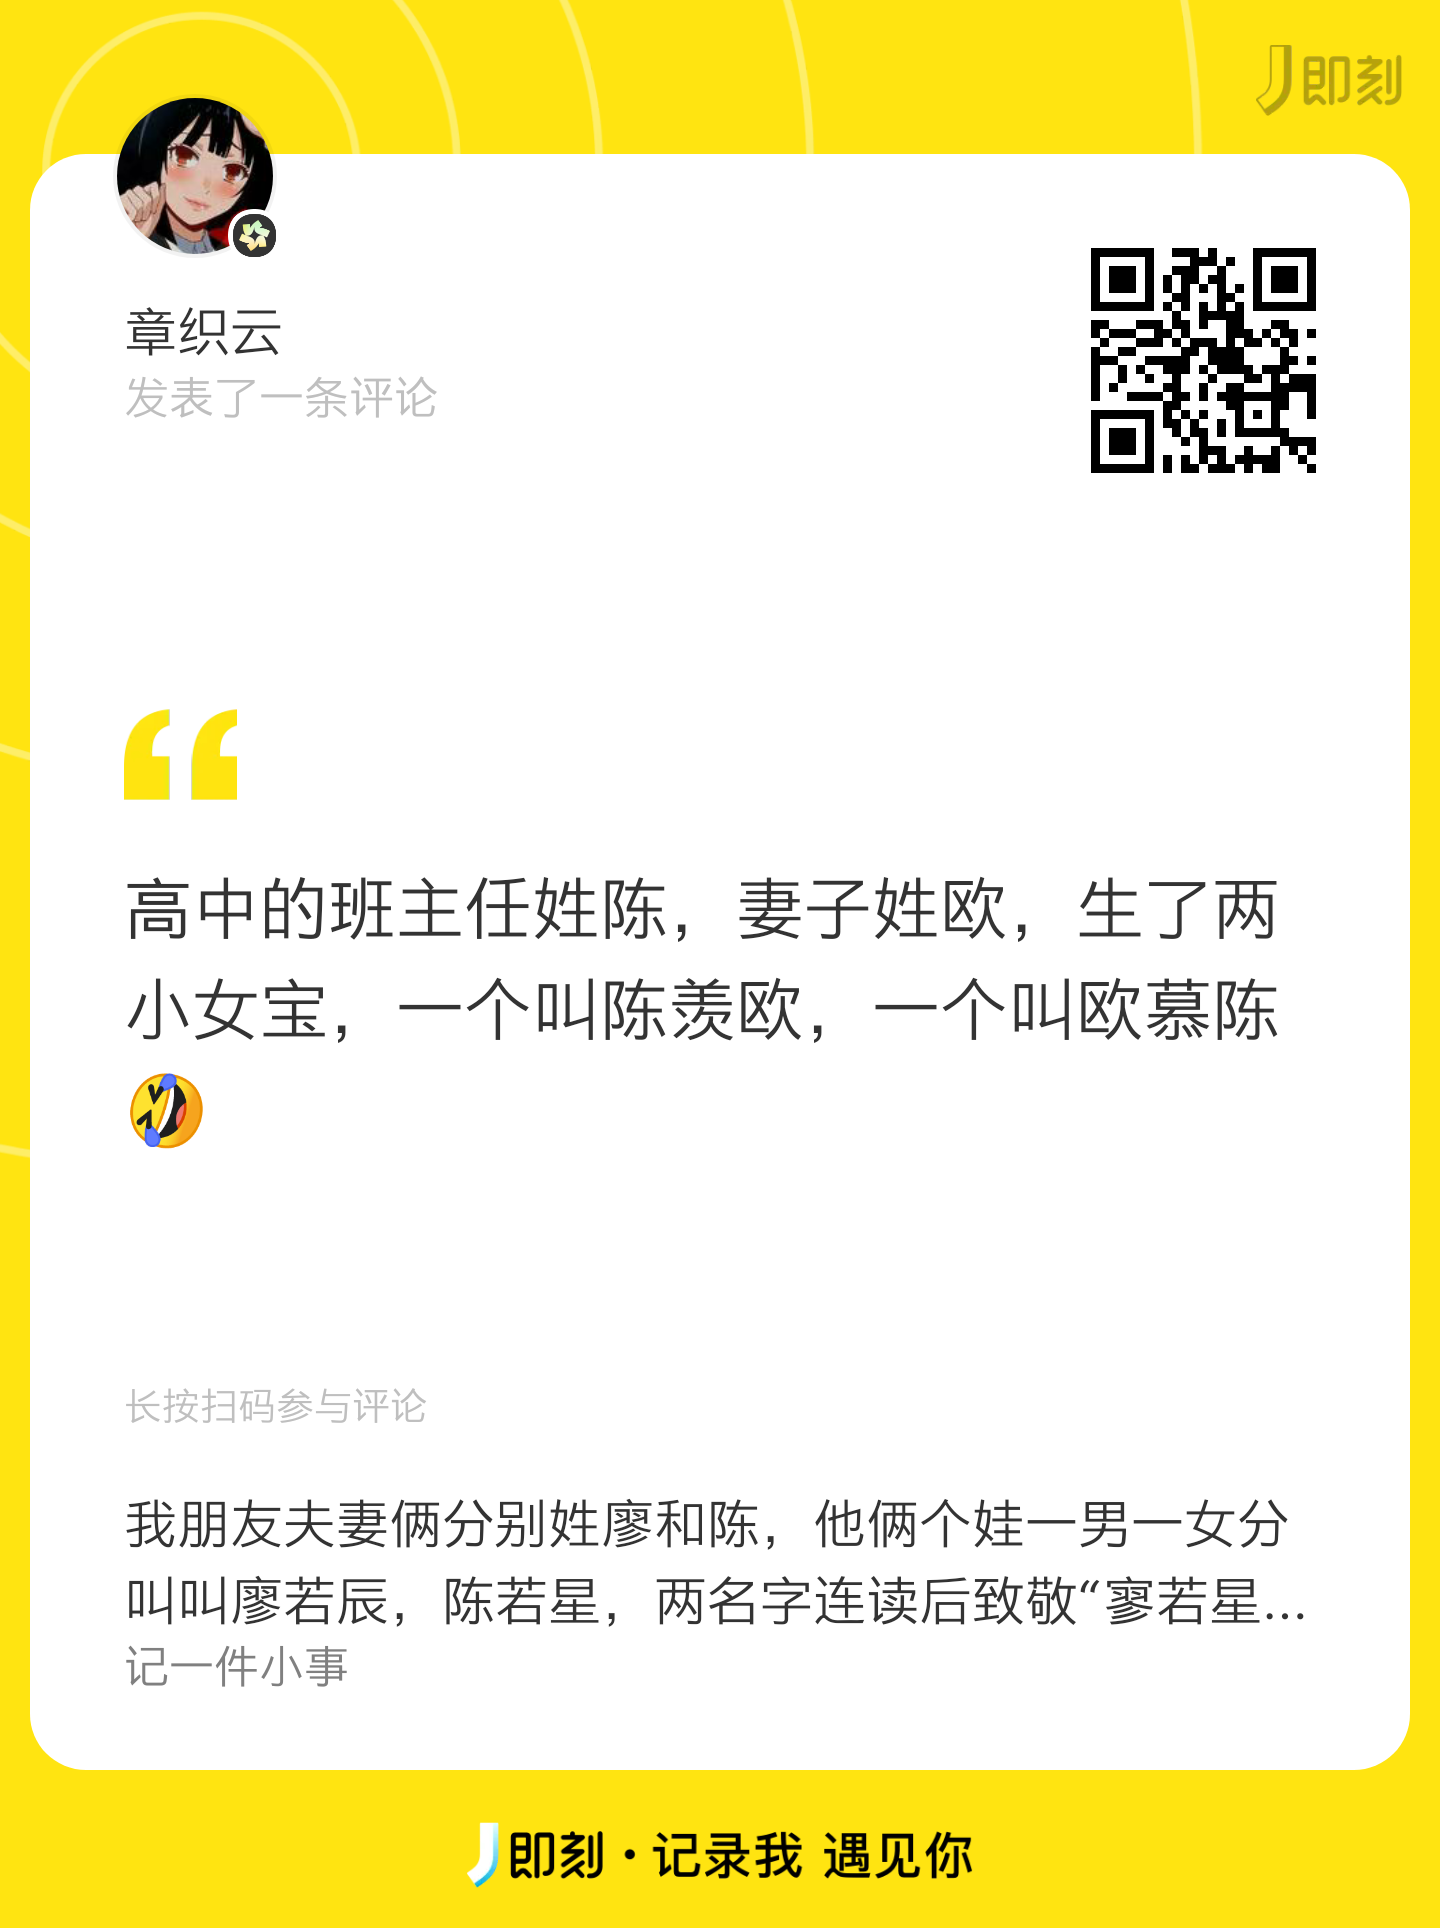 即刻
章织云
发表了一条评论
高中的班主任姓陈，妻子姓欧，生了两
小女宝，一个叫陈羡欧，一个叫欧慕陈
🤣
长按扫码参与评论
我朋友夫妻俩分别姓廖和陈，他俩个娃一男一女分
叫叫廖若辰，陈若星，两名字连读后致敬“寥若星...
记一件小事
即刻·记录我 遇见你